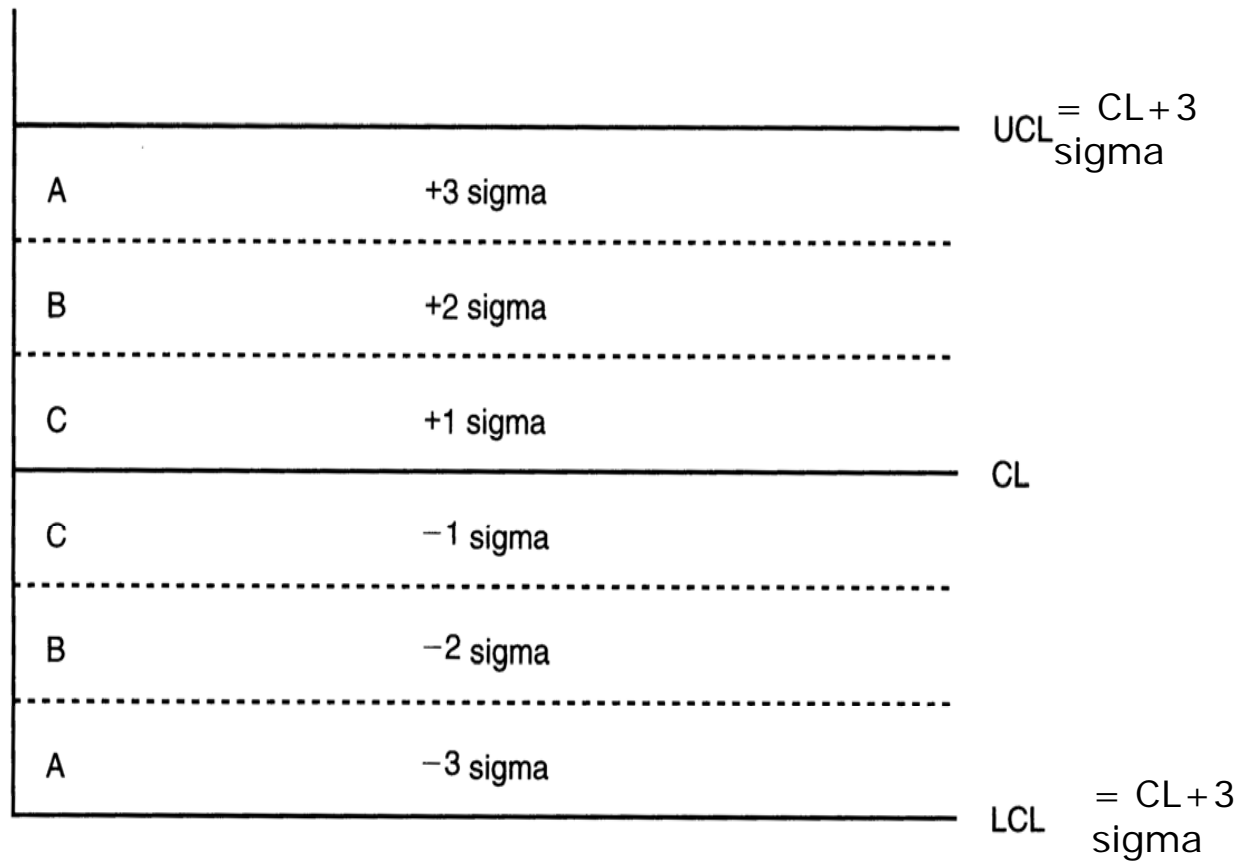 UCL = CL+3
sigma
A +3 sigma
B +2 sigma
C +1 sigma
CL
C −1 sigma
B −2 sigma
A −3 sigma
LCL = CL+3
sigma